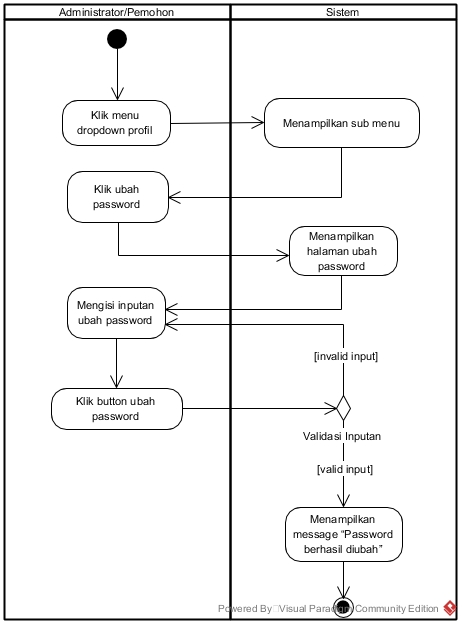 Administrator/Pemohon
Sistem
Klik menu
dropdown profil
Menampilkan sub menu
Klik ubah
password
Menampilkan
halaman ubah
password
Mengisi inputan
ubah password
[invalid input]
Klik button ubah
password
Validasi Inputan
[valid input]
Menampilkan
message “Password
berhasil diubah”
Powered By Visual Paradigm Community Edition